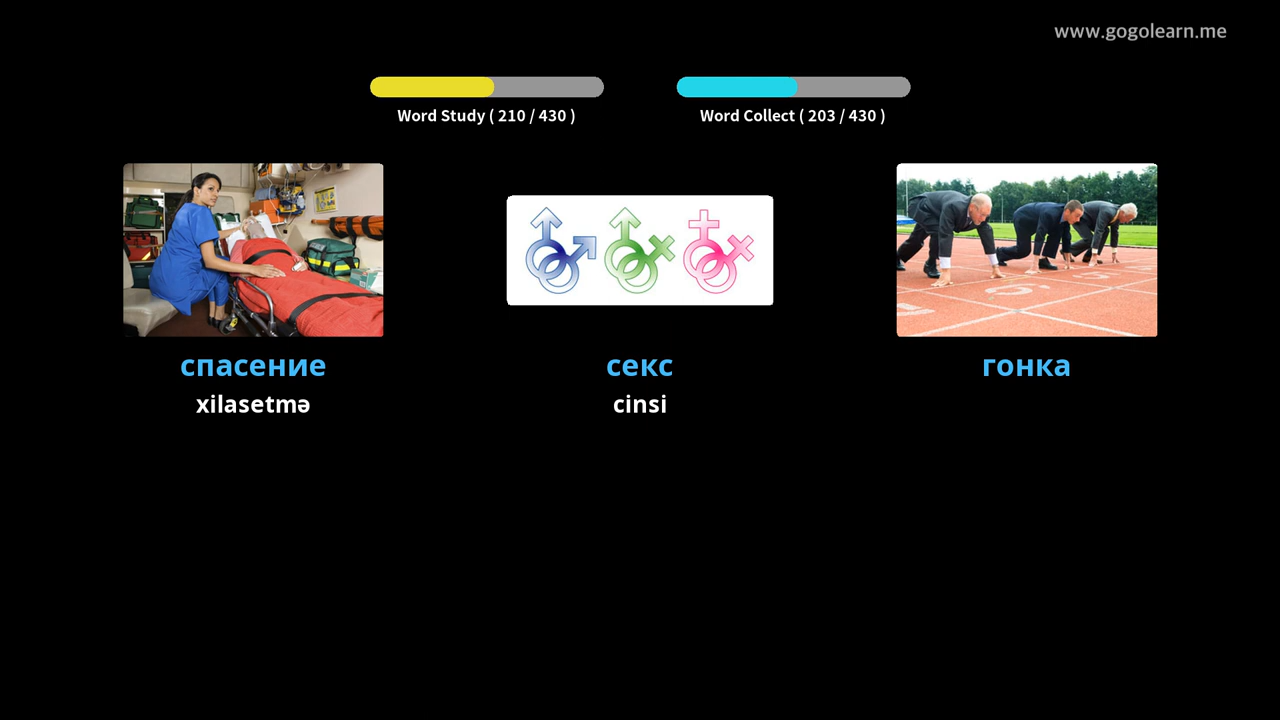 www.gogolearn.me
Word Study ( 210 / 430 )
Word Collect ( 203 / 430 )
спасение
секс
гонка
xilasetmə
cinsi